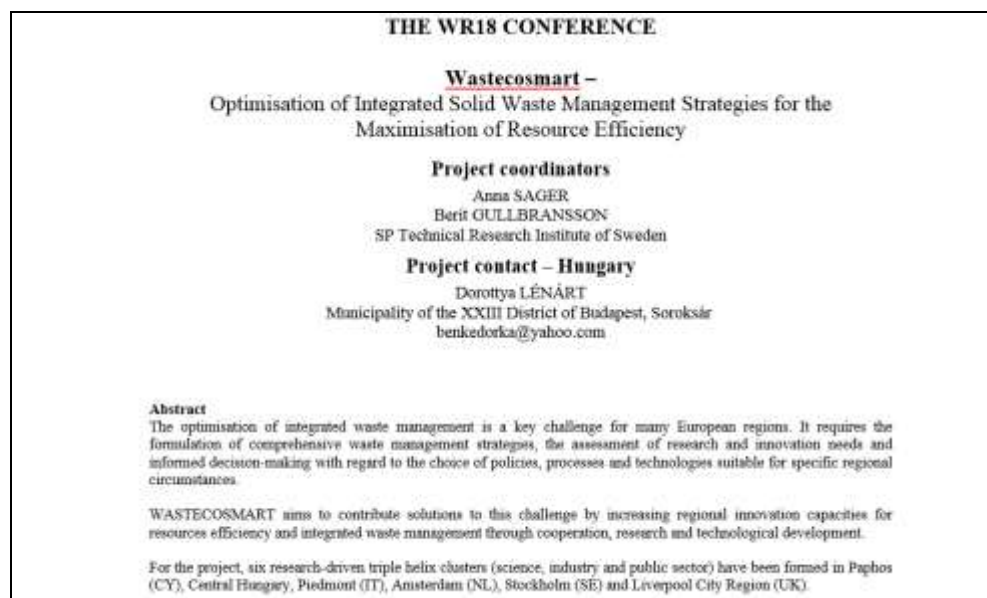 THE WR18 CONFERENCE
Wastecosmart –
Optimisation of Integrated Solid Waste Management Strategies for the
Maximisation of Resource Efficiency
Project coordinators
Anna SAGER
Berit GULLBRANSSON
SP Technical Research Institute of Sweden
Project contact – Hungary
Dorottya LÉNÁRT
Municipality of the XXIII District of Budapest, Soroksár
benkedorka@yahoo.com
Abstract
The optimisation of integrated waste management is a key challenge for many European regions. It requires the
formulation of comprehensive waste management strategies, the assessment of research and innovation needs and
informed decision-making with regard to the choice of policies, processes and technologies suitable for specific regional
circumstances.
WASTECOSMART aims to contribute solutions to this challenge by increasing regional innovation capacities for
resources efficiency and integrated waste management through cooperation, research and technological development.
For the project, six research-driven triple helix clusters (science, industry and public sector) have been formed in Paphos
(CY), Central Hungary, Piedmont (IT), Amsterdam (NL), Stockholm (SE) and Liverpool City Region (UK).